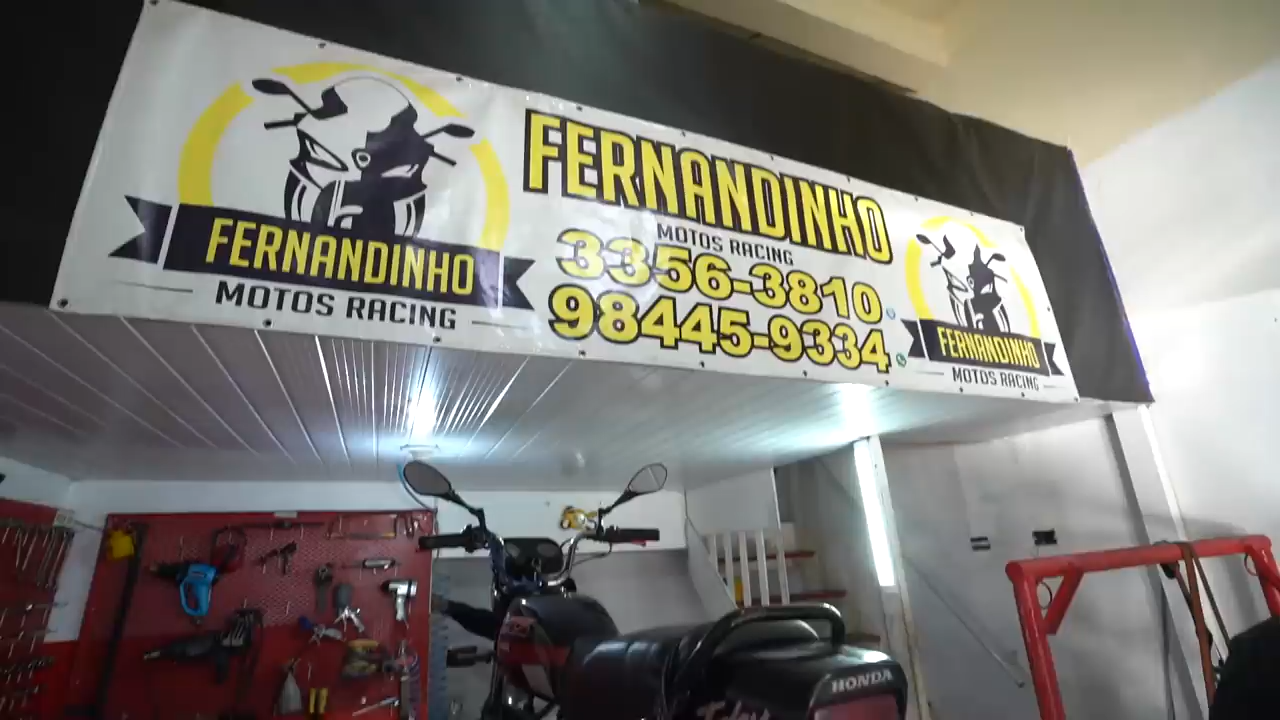 FERNANDINHO
MOTOS RACING
FERNANDINHO
MOTOS RACING
3356-3810
98445-9334
FERNANDINHO
MOTOS RACING
HONDA